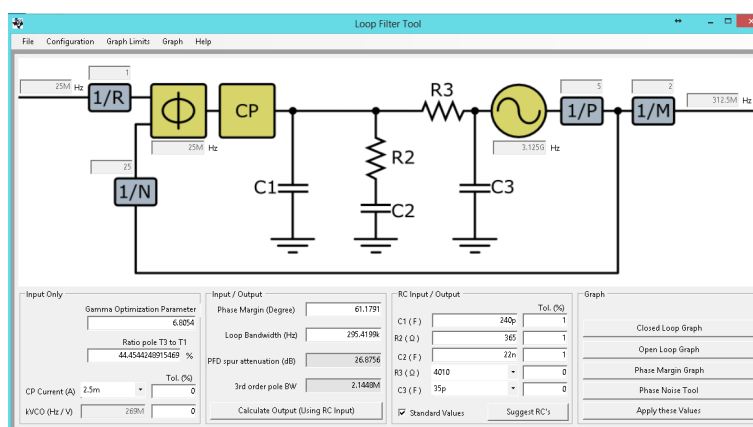 Loop Filter Tool
File Configuration Graph Limits Graph Help
25M Hz
1
1/R
Φ
CP
25M Hz
25
1/N
C1
R2
C2
R3
C3
3.125G Hz
5
1/P
2
1/M
312.5M Hz
Input Only
Gamma Optimization Parameter
6.8054
Ratio pole T3 to T1
44.4544248915469 %
Tol. (%)
CP Current (A) 2.5m 0
kVCO (Hz / V) 269M 0
Input / Output
Phase Margin (Degree) 61.1791
Loop Bandwidth (Hz) 295.4199k
PFD spur attenuation (dB) 26.8756
3rd order pole BW 2.1448M
Calculate Output (Using RC Input)
RC Input / Output
Tol. (%)
C1 ( F ) 240p 1
R2 ( Ω ) 365 1
C2 ( F ) 22n 1
R3 ( Ω ) 4010 0
C3 ( F ) 35p 0
Standard Values Suggest RC's
Graph
Closed Loop Graph
Open Loop Graph
Phase Margin Graph
Phase Noise Tool
Apply these Values